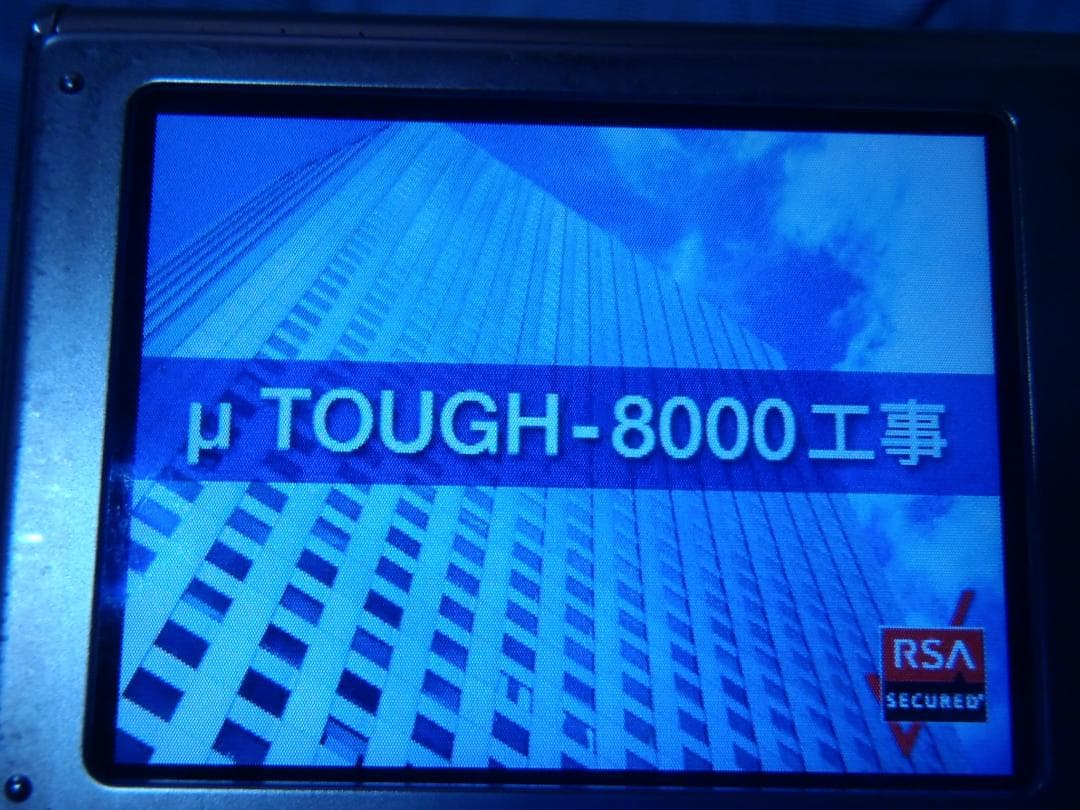 μ TOUGH-8000工事
RSA
SECURED®